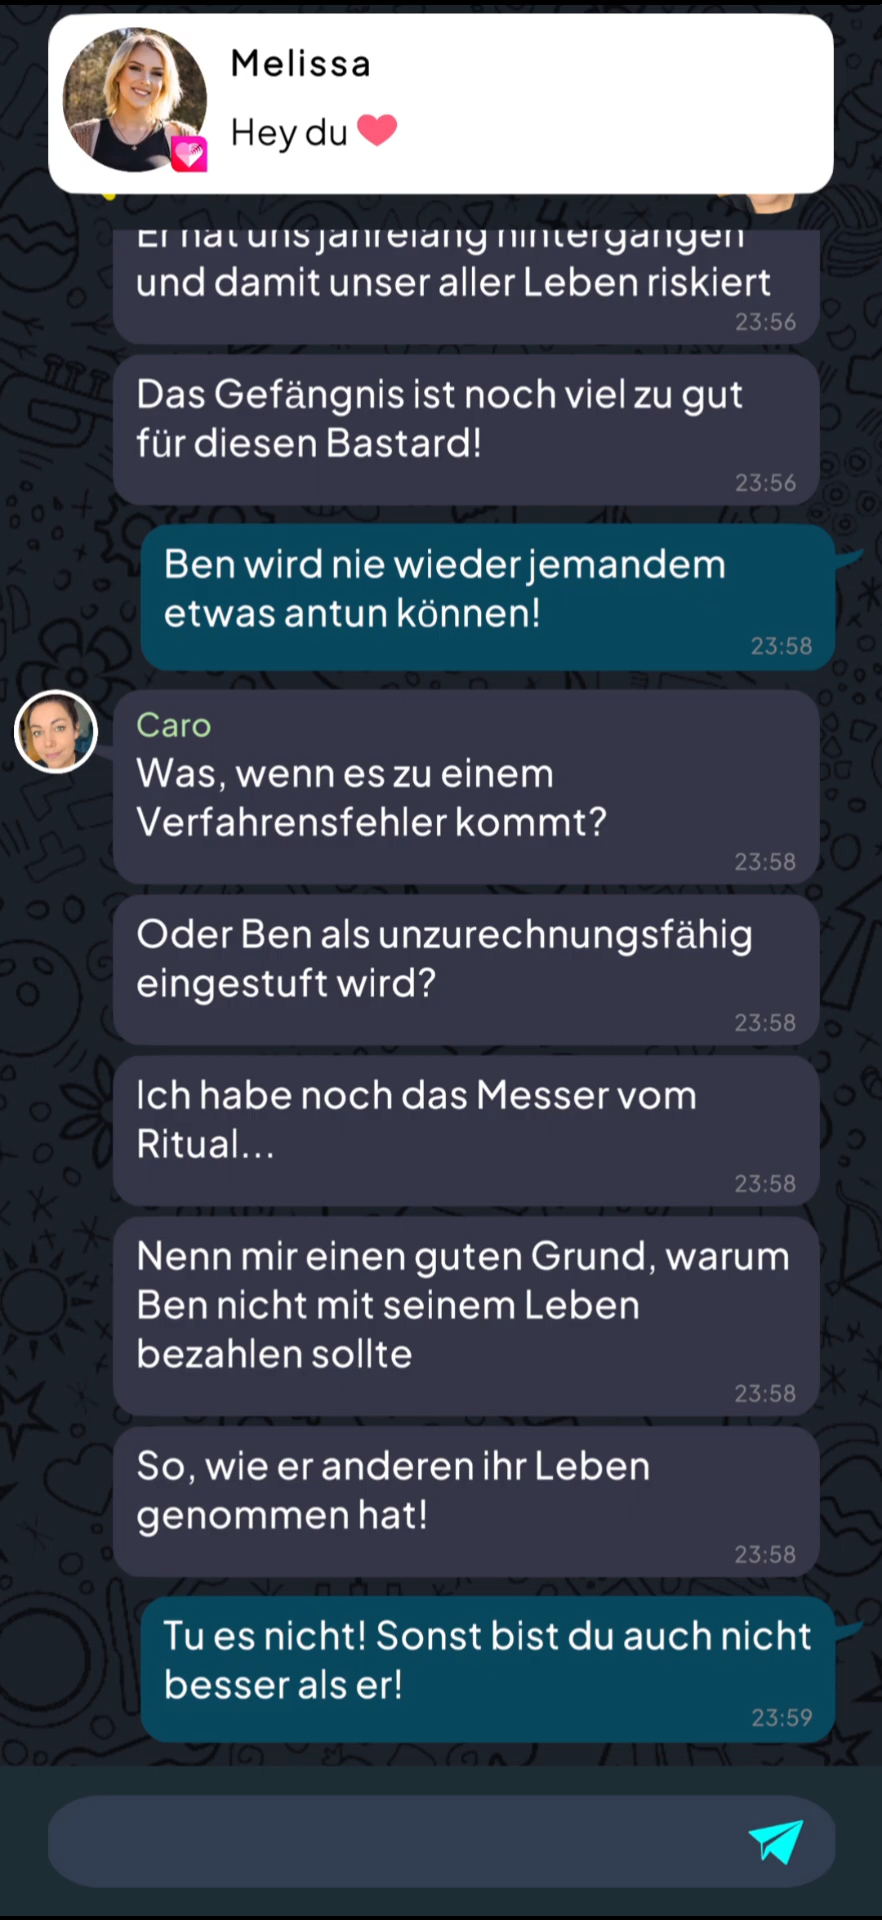 Melissa
Hey du
Er hat uns jahrelang hintergangen
und damit unser aller Leben riskiert
23:56
Das Gefängnis ist noch viel zu gut
für diesen Bastard!
23:56
Ben wird nie wieder jemandem
etwas antun können!
23:58
Caro
Was, wenn es zu einem
Verfahrensfehler kommt?
23:58
Oder Ben als unzurechnungsfähig
eingestuft wird?
23:58
Ich habe noch das Messer vom
Ritual...
23:58
Nenn mir einen guten Grund, warum
Ben nicht mit seinem Leben
bezahlen sollte
23:58
So, wie er anderen ihr Leben
genommen hat!
23:58
Tu es nicht! Sonst bist du auch nicht
besser als er!
23:59